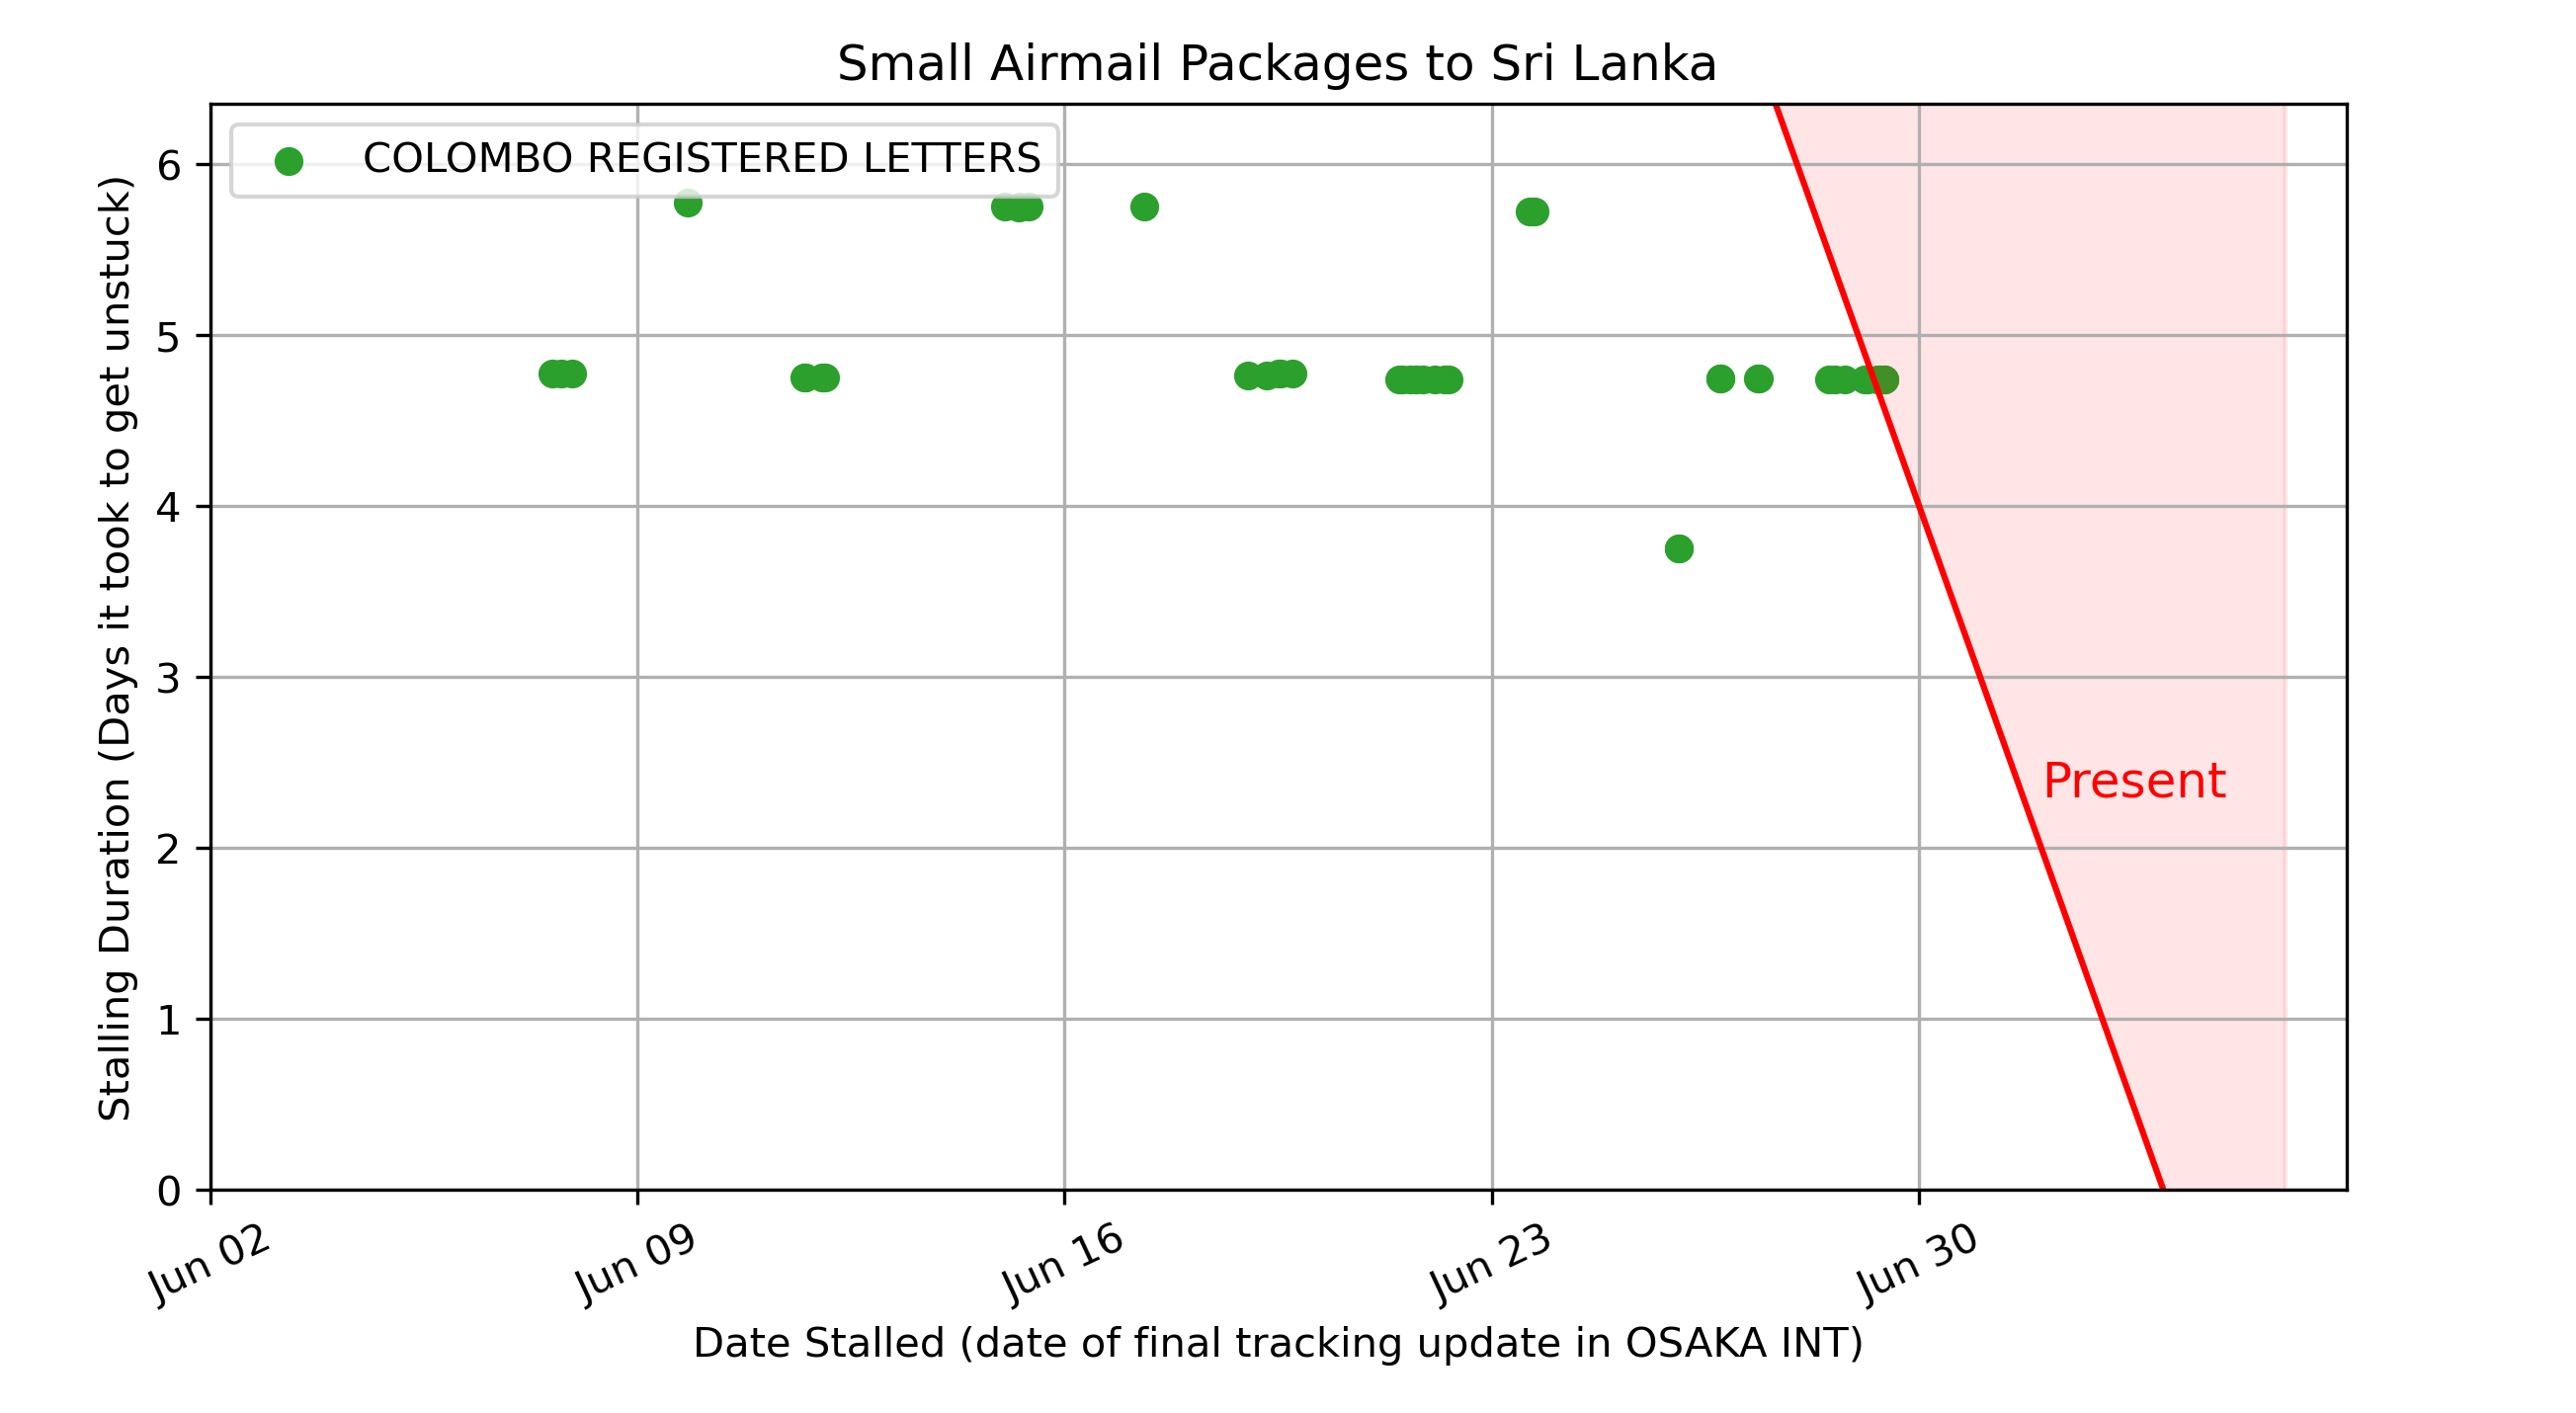 Small Airmail Packages to Sri Lanka
COLOMBO REGISTERED LETTERS
Stalling Duration (Days it took to get unstuck)
6
5
4
3
2
1
0
Present
Jun 02
Jun 09
Jun 16
Jun 23
Jun 30
Date Stalled (date of final tracking update in OSAKA INT)